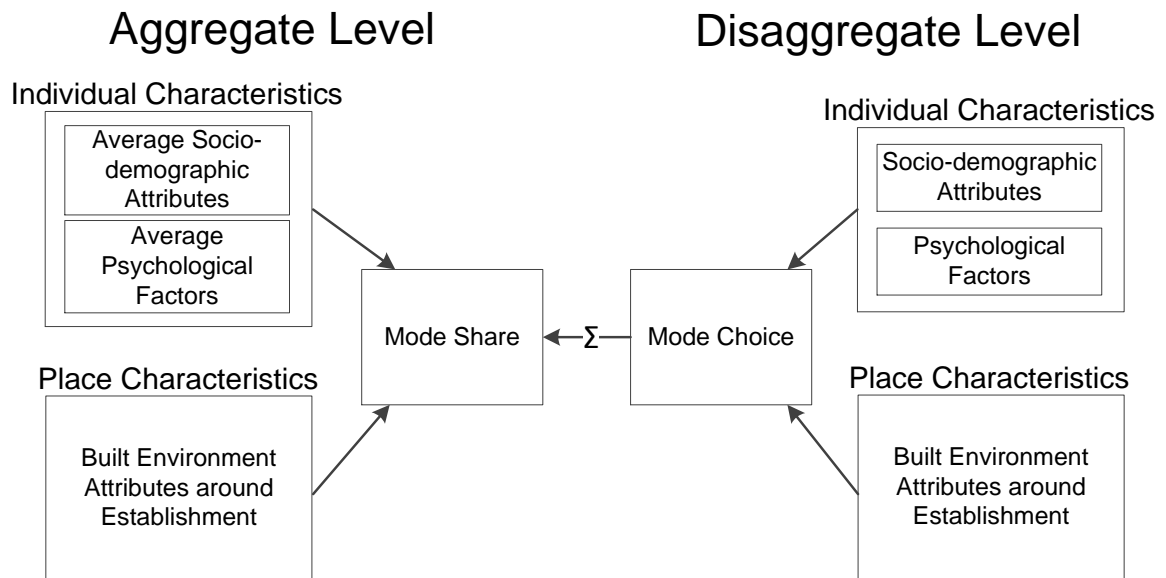 Aggregate Level
Disaggregate Level
Individual Characteristics
Average Socio-
demographic
Attributes
Average
Psychological
Factors
Place Characteristics
Built Environment
Attributes around
Establishment
Mode Share
Σ
Mode Choice
Individual Characteristics
Socio-demographic
Attributes
Psychological
Factors
Place Characteristics
Built Environment
Attributes around
Establishment